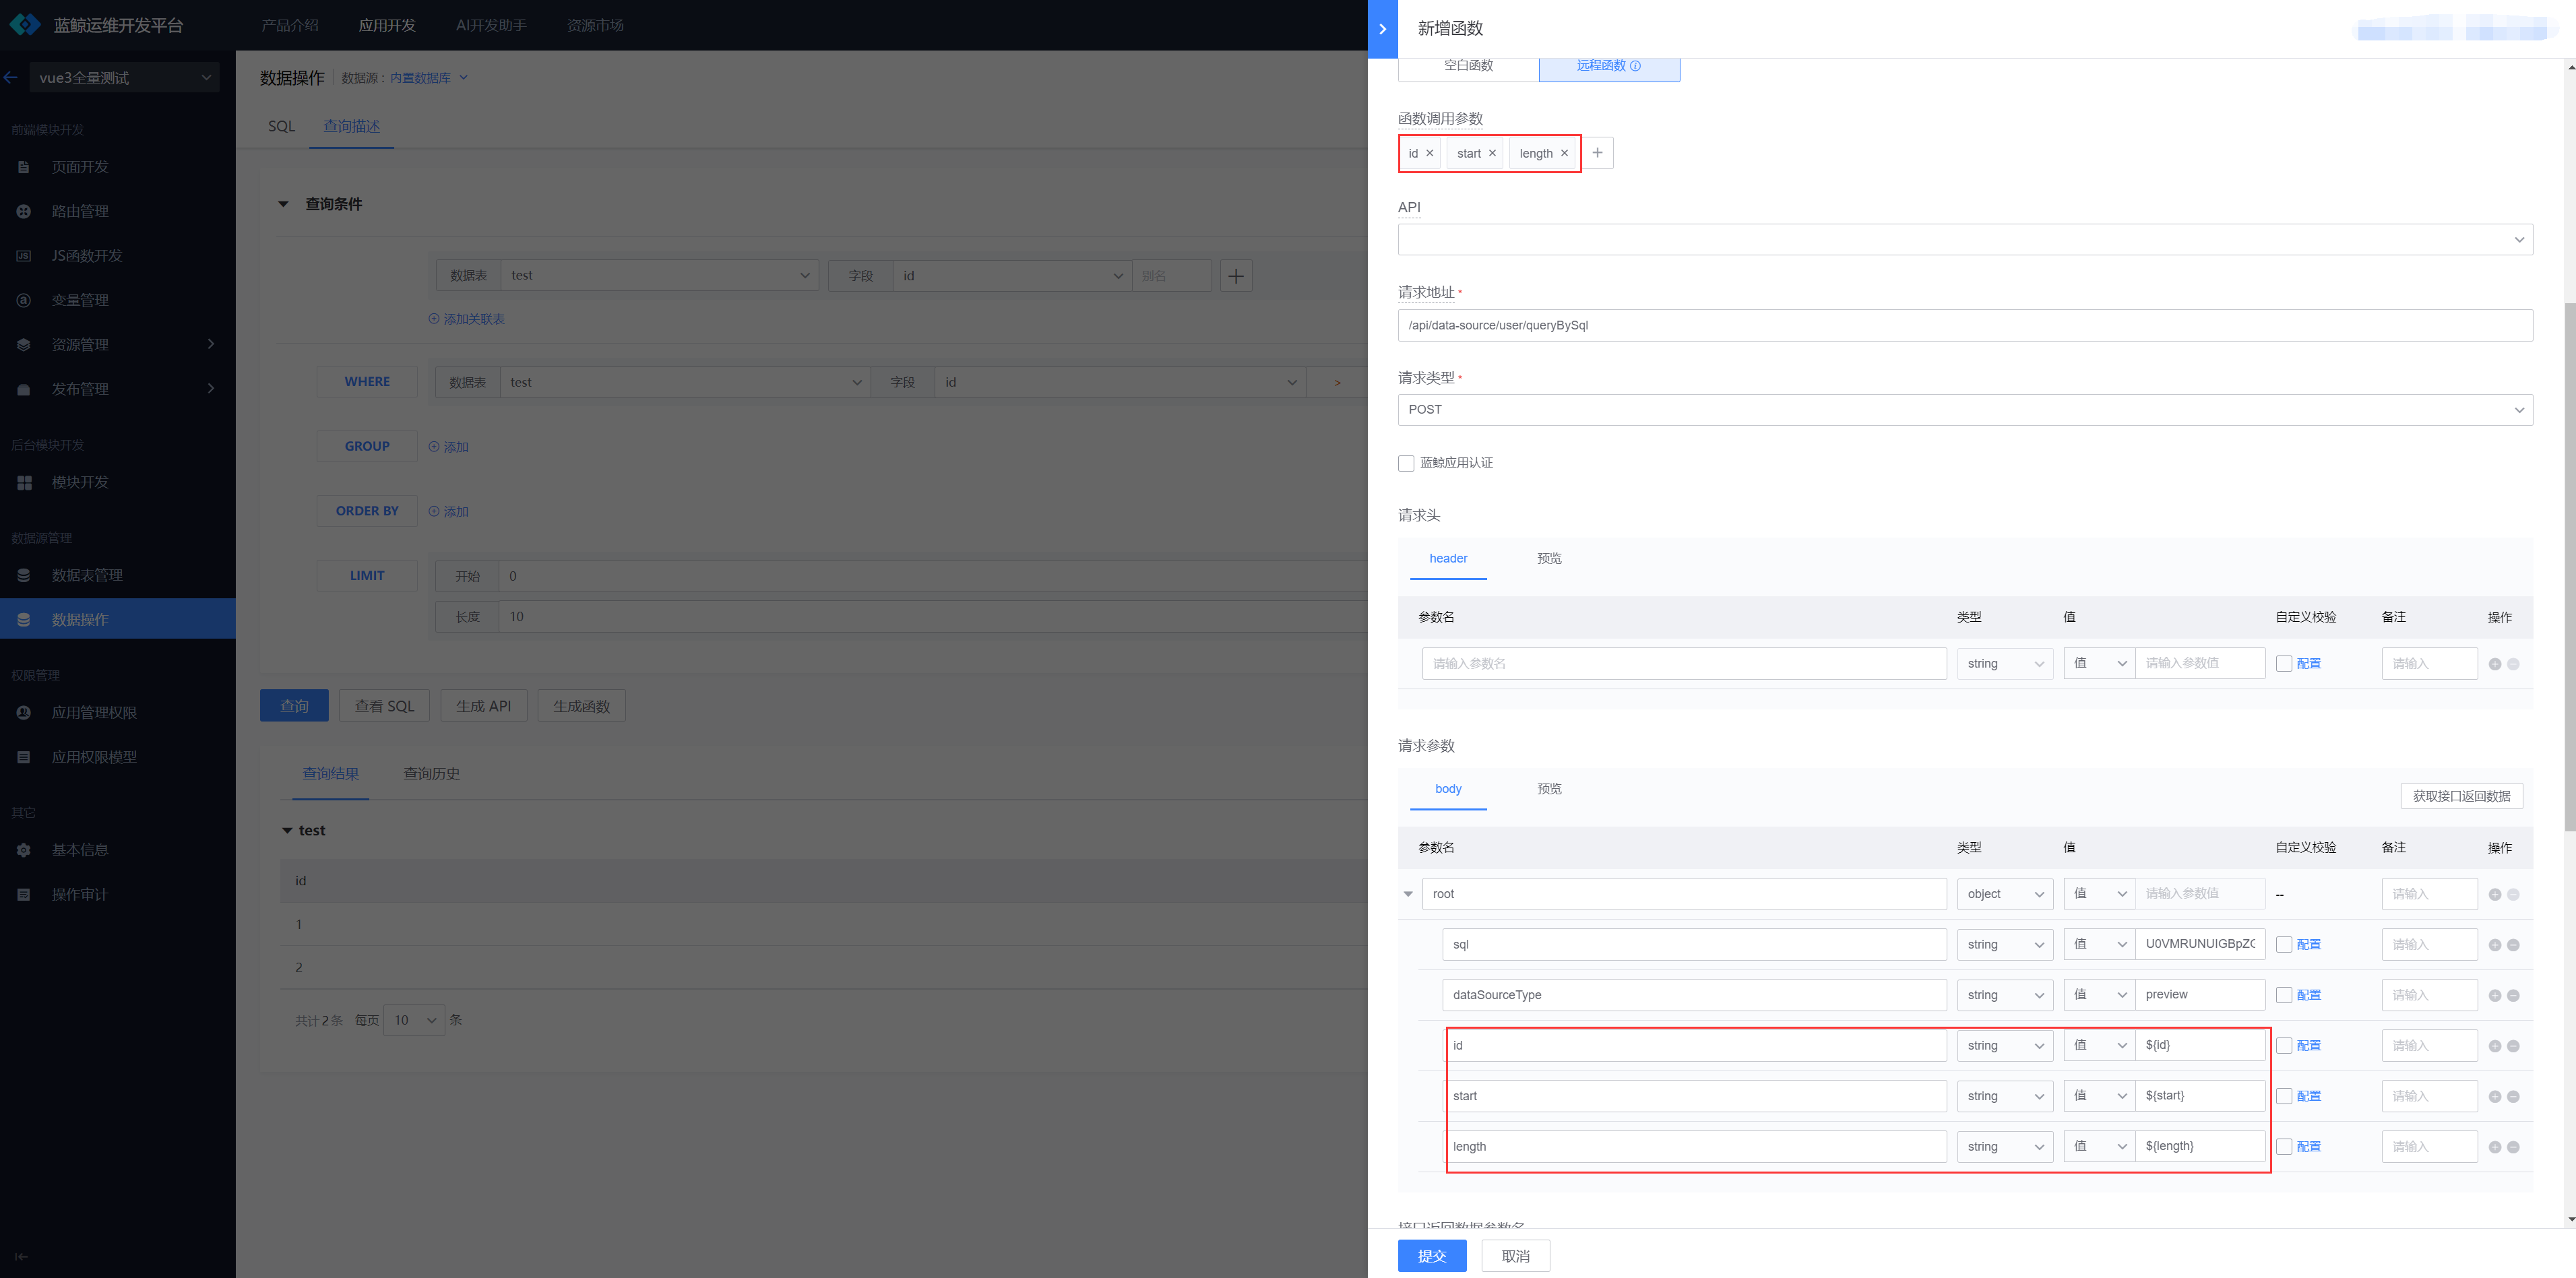 蓝鲸运维开发平台
产品介绍 应用开发 AI开发助手 资源市场
vue3全量测试
前端模块开发
页面开发
路由管理
JS函数开发
变量管理
资源管理
发布管理
后台模块开发
模块开发
数据源管理
数据表管理
数据操作
权限管理
应用管理权限
应用权限模型
其它
基本信息
操作审计
数据操作 数据源 : 内置数据库
SQL 查询描述
查询条件
数据表 test 字段 id 别名
添加关联表
WHERE 数据表 test 字段 id >
GROUP 添加
ORDER BY 添加
LIMIT 开始 0
长度 10
查询 查看 SQL 生成 API 生成函数
查询结果 查询历史
test
id
1
2
共计2条 每页 10 条
新增函数
空白函数 远程函数
函数调用参数
id start length
API
请求地址 *
/api/data-source/user/queryBySql
请求类型 *
POST
蓝鲸应用认证
请求头
header 预览
参数名 类型 值 自定义校验 备注 操作
请输入参数名 string 值 请输入参数值 配置 请输入
请求参数
body 预览 获取接口返回数据
参数名 类型 值 自定义校验 备注 操作
root object 值 请输入参数值 -- 请输入
sql string 值 U0VMRUNUIGBpZC 配置 请输入
dataSourceType string 值 preview 配置 请输入
id string 值 ${id} 配置 请输入
start string 值 ${start} 配置 请输入
length string 值 ${length} 配置 请输入
接口返回数据参数名
提交 取消